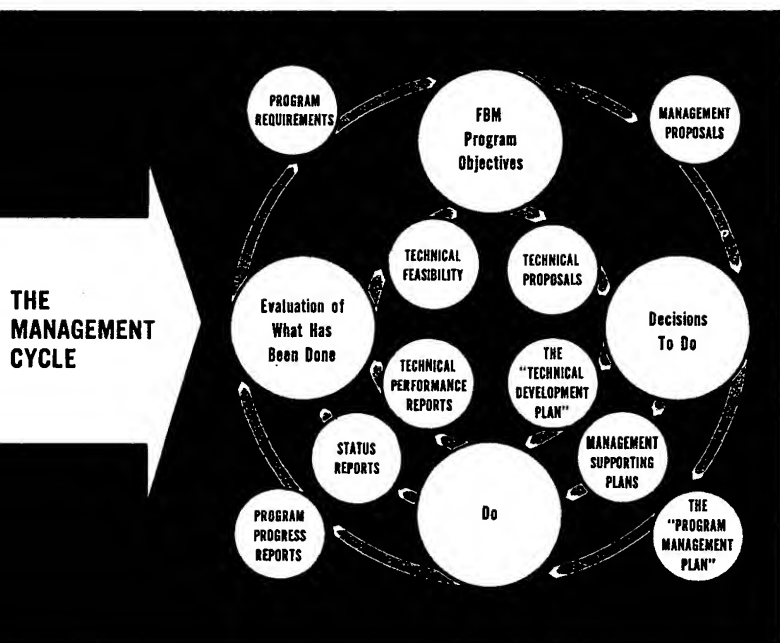 THE
MANAGEMENT
CYCLE
PROGRAM
REQUIREMENTS
FBM
Program
Objectives
MANAGEMENT
PROPOSALS
TECHNICAL
FEASIBILITY
TECHNICAL
PROPOSALS
Evaluation of
What Has
Been Done
Decisions
To Do
TECHNICAL
PERFORMANCE
REPORTS
THE
"TECHNICAL
DEVELOPMENT
PLAN"
STATUS
REPORTS
MANAGEMENT
SUPPORTING
PLANS
Do
PROGRAM
PROGRESS
REPORTS
THE
"PROGRAM
MANAGEMENT
PLAN"